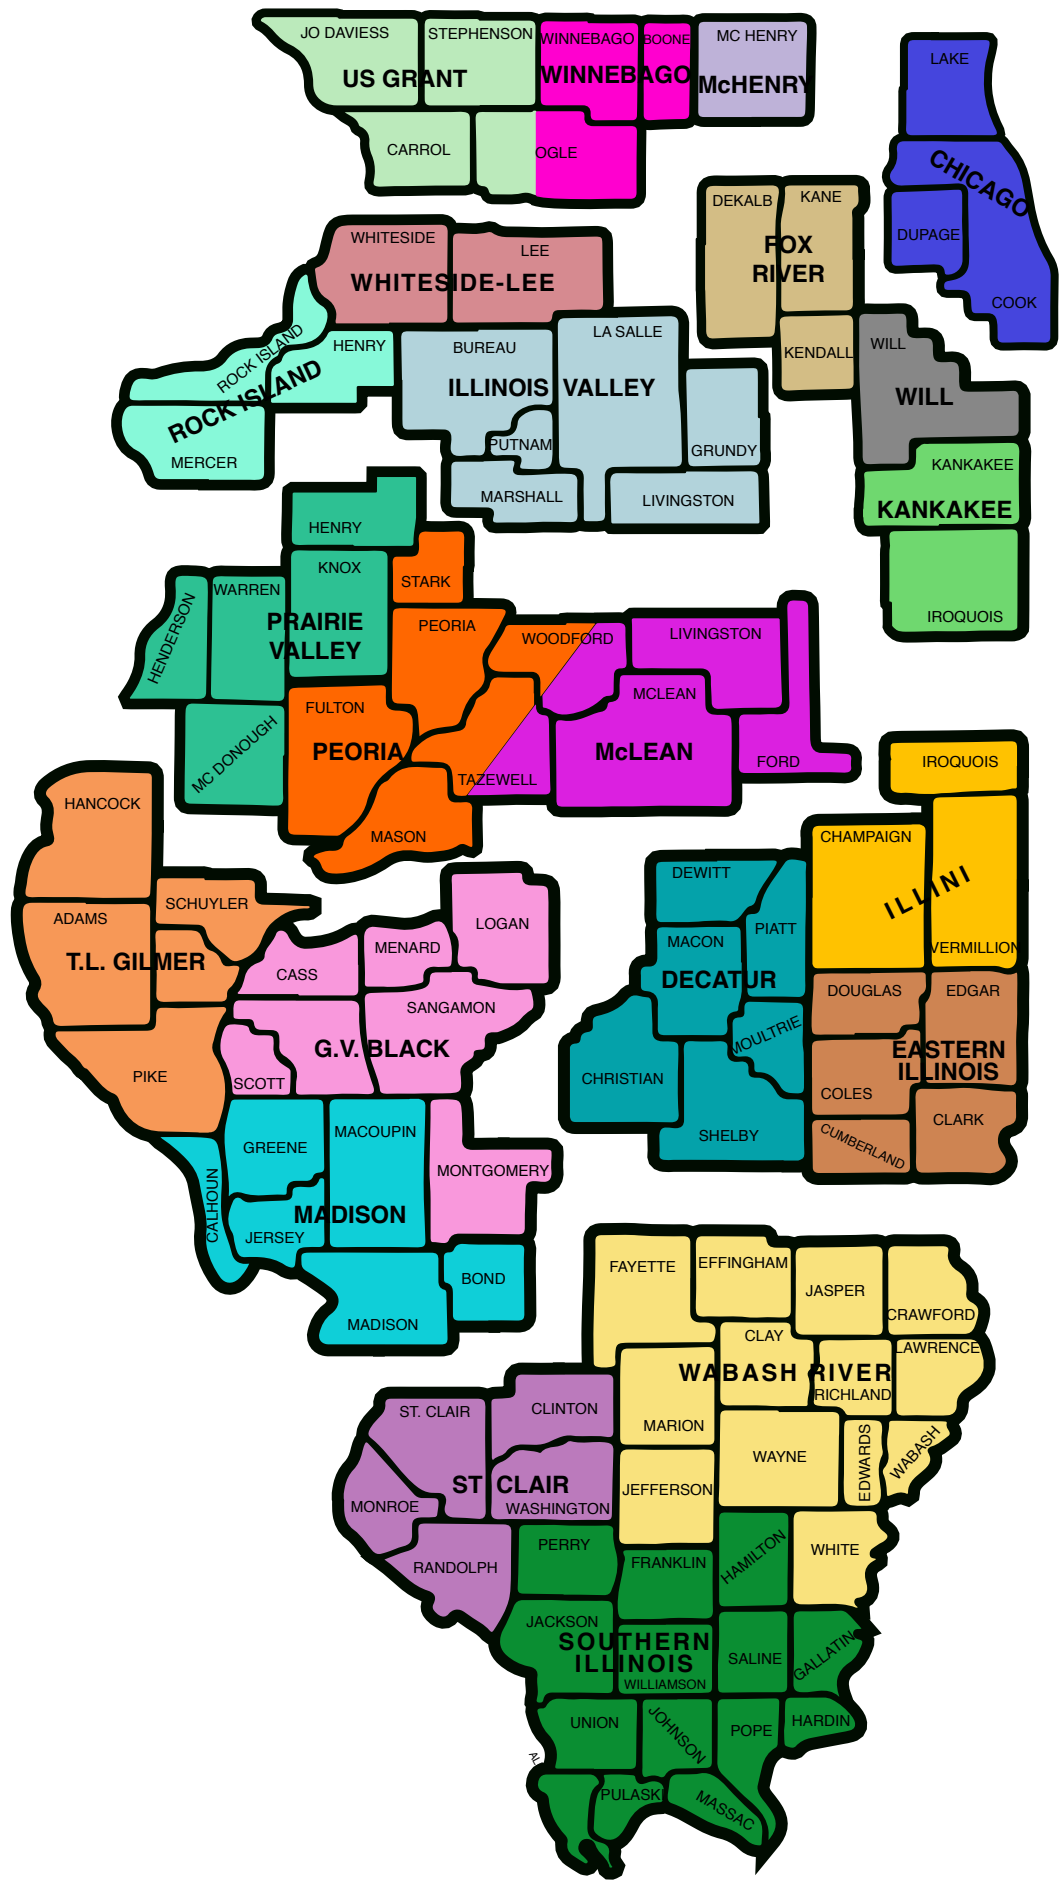 JO DAVIESS
STEPHENSON
WINNEBAGO
BOONE
MC HENRY
US GRANT
WINNEBAGO
McHENRY
CARROL
OGLE
LAKE
CHICAGO
DUPAGE
COOK
DEKALB
KANE
FOX
RIVER
KENDALL
WHITESIDE
LEE
WHITESIDE-LEE
ROCK ISLAND
HENRY
ROCK ISLAND
MERCER
BUREAU
LA SALLE
ILLINOIS VALLEY
PUTNAM
GRUNDY
MARSHALL
LIVINGSTON
WILL
WILL
KANKAKEE
KANKAKEE
IROQUOIS
HENRY
KNOX
STARK
WARREN
HENDERSON
PRAIRIE
VALLEY
PEORIA
WOODFORD
LIVINGSTON
MCLEAN
FULTON
MC DONOUGH
PEORIA
McLEAN
TAZEWELL
FORD
MASON
IROQUOIS
CHAMPAIGN
ILLINI
VERMILLION
HANCOCK
SCHUYLER
ADAMS
T.L. GILMER
PIKE
LOGAN
MENARD
CASS
SANGAMON
G.V. BLACK
SCOTT
MONTGOMERY
DEWITT
PIATT
MACON
DECATUR
MOULTRIE
CHRISTIAN
SHELBY
DOUGLAS
EDGAR
EASTERN
ILLINOIS
COLES
CLARK
CUMBERLAND
GREENE
MACOUPIN
CALHOUN
MADISON
JERSEY
BOND
MADISON
FAYETTE
EFFINGHAM
JASPER
CRAWFORD
CLAY
LAWRENCE
WABASH RIVER
RICHLAND
MARION
WAYNE
EDWARDS
WABASH
JEFFERSON
WHITE
ST. CLAIR
CLINTON
ST CLAIR
MONROE
WASHINGTON
RANDOLPH
PERRY
FRANKLIN
HAMILTON
JACKSON
SOUTHERN
ILLINOIS
WILLIAMSON
SALINE
GALLATIN
UNION
JOHNSON
POPE
HARDIN
AL
PULASKI
MASSAC